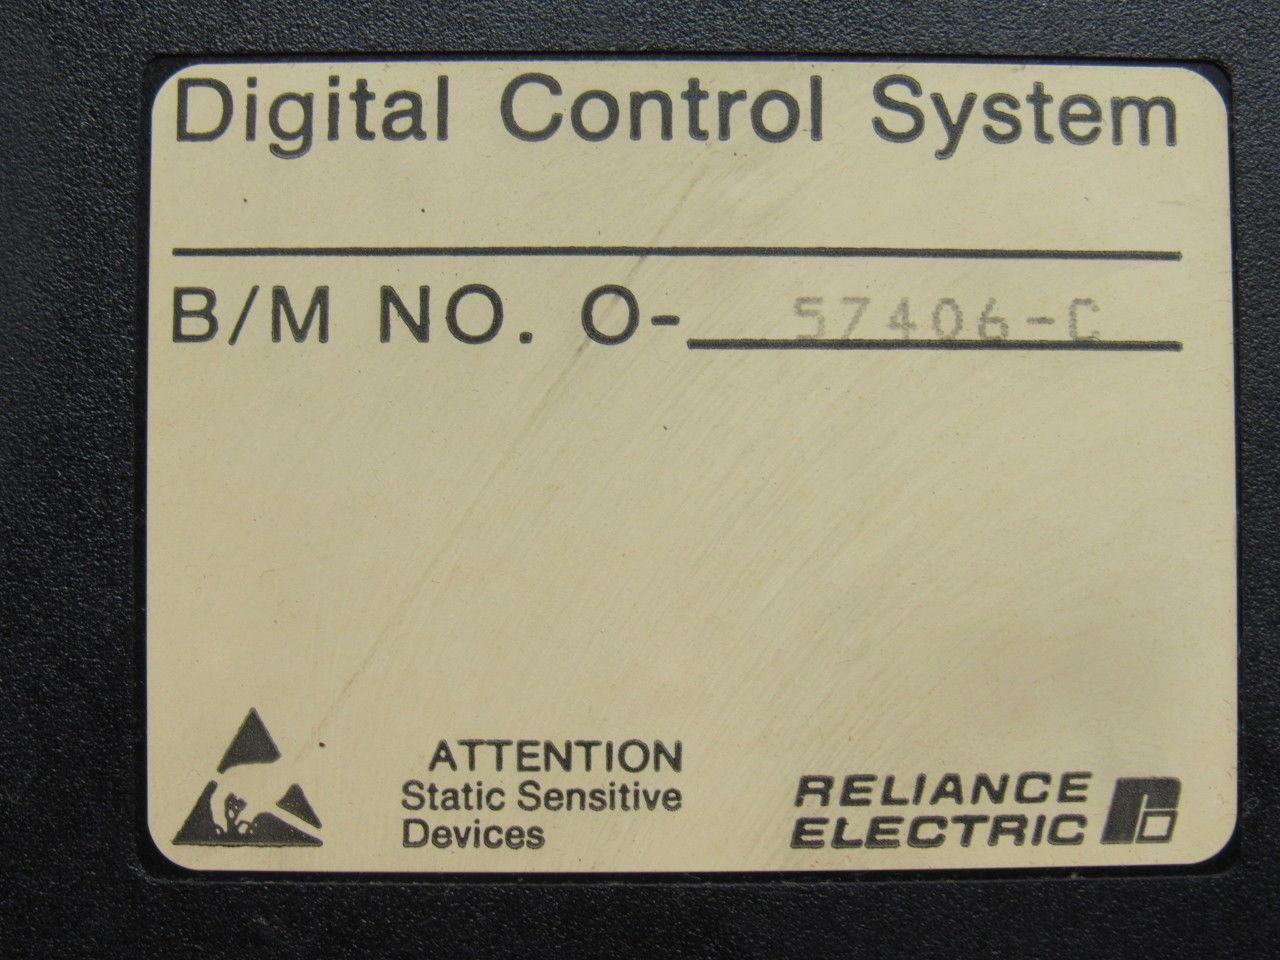 Digital Control System
B/M NO. O- 57406-C
ATTENTION
Static Sensitive
Devices
RELIANCE
ELECTRIC